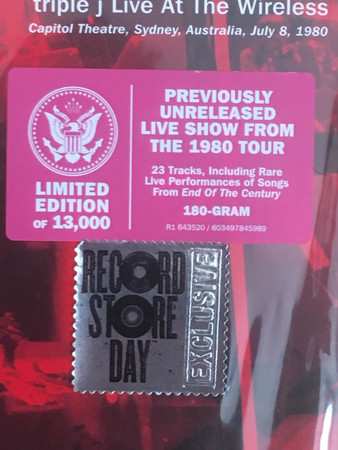 triple j Live At The Wireless
Capitol Theatre, Sydney, Australia, July 8, 1980
PREVIOUSLY
UNRELEASED
LIVE SHOW FROM
THE 1980 TOUR
23 Tracks, Including Rare
Live Performances of Songs
From End Of The Century
180-GRAM
R1 643520 / 603497845989
LIMITED
EDITION
OF 13,000
RECORD
STORE
DAY™
EXCLUSIVE